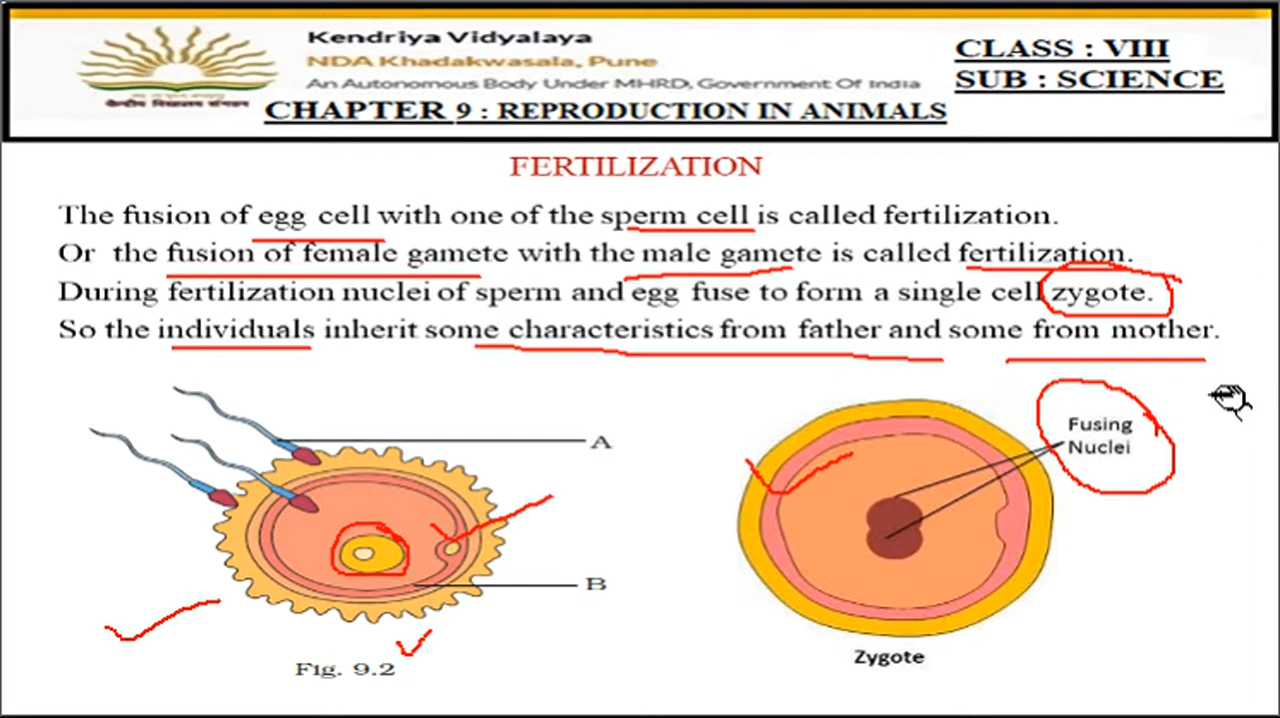 Kendriya Vidyalaya
NDA Khadakwasala, Pune
An Autonomous Body Under MHRD, Government Of India
केन्द्रीय विद्यालय संगठन
CLASS : VIII
SUB : SCIENCE
CHAPTER 9 : REPRODUCTION IN ANIMALS
FERTILIZATION
The fusion of egg cell with one of the sperm cell is called fertilization.
Or the fusion of female gamete with the male gamete is called fertilization.
During fertilization nuclei of sperm and egg fuse to form a single cell zygote.
So the individuals inherit some characteristics from father and some from mother.
A
B
Fig. 9.2
Fusing
Nuclei
Zygote